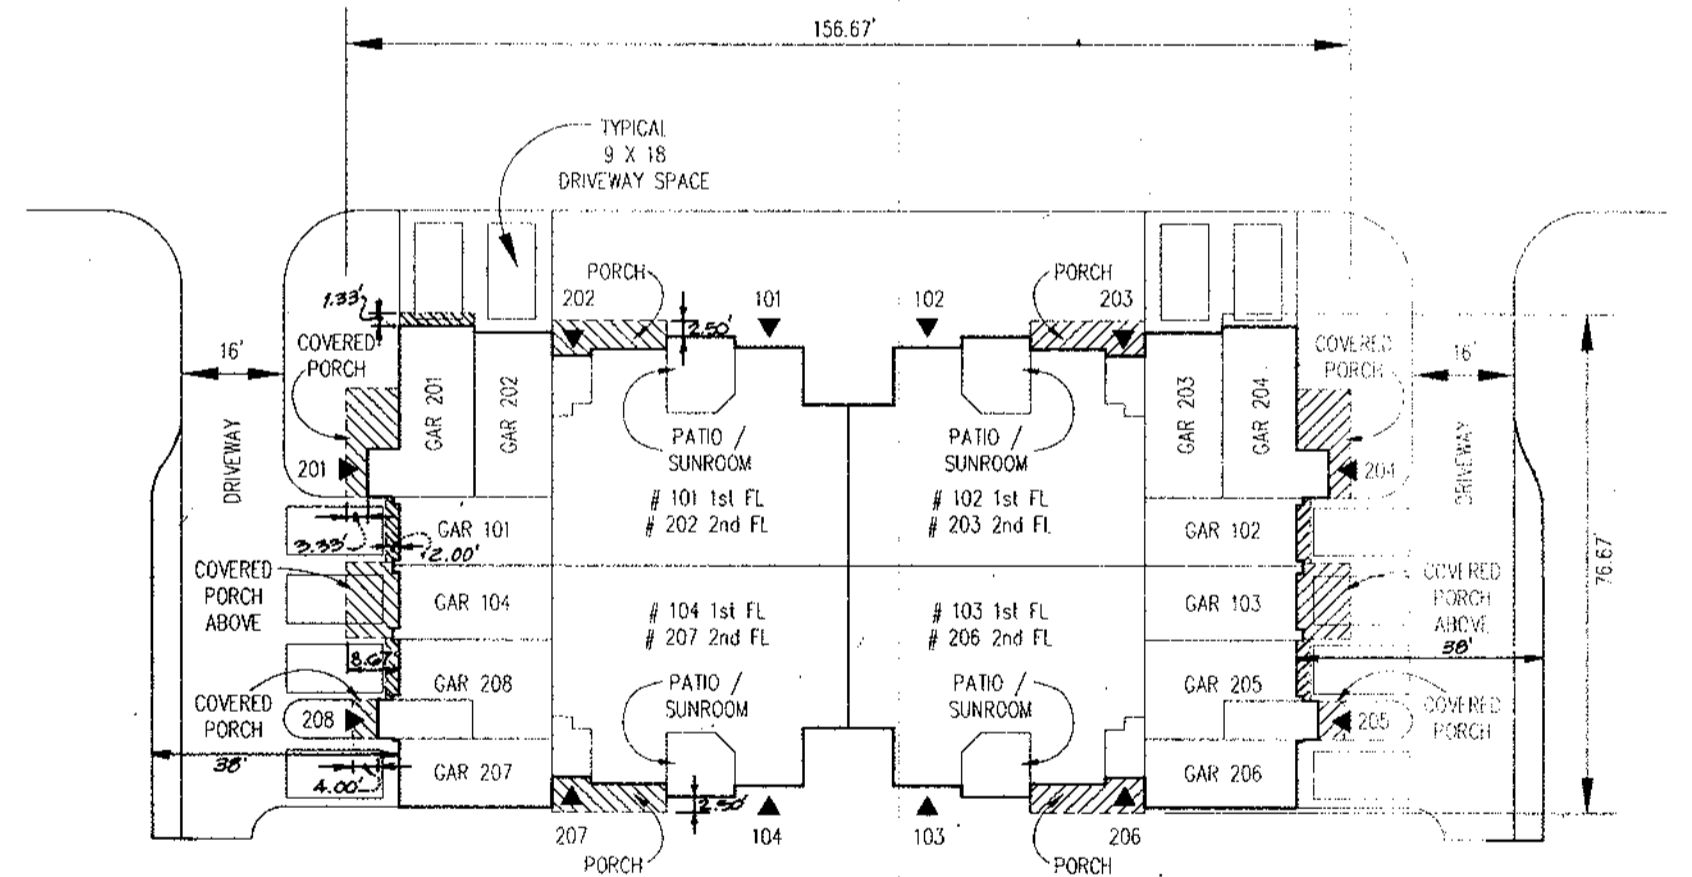 156.67'
TYPICAL
9 X 18
DRIVEWAY SPACE
PORCH
202
101
102
PORCH
203
1.33'
2.50'
COVERED
PORCH
16'
COVERED
PORCH
16'
GAR 201
GAR 202
GAR 203
GAR 204
DRIVEWAY
201
PATIO /
SUNROOM
PATIO /
SUNROOM
204
DRIVEWAY
# 101 1st FL
# 202 2nd FL
# 102 1st FL
# 203 2nd FL
GAR 101
GAR 102
3.33'
2.00'
76.67'
COVERED
PORCH
ABOVE
GAR 104
# 104 1st FL
# 207 2nd FL
# 103 1st FL
# 206 2nd FL
GAR 103
COVERED
PORCH
ABOVE
8.67'
38'
GAR 208
PATIO /
SUNROOM
PATIO /
SUNROOM
GAR 205
COVERED
PORCH
208
205
COVERED
PORCH
38'
4.00'
GAR 207
GAR 206
2.50'
207
PORCH
104
103
PORCH
206